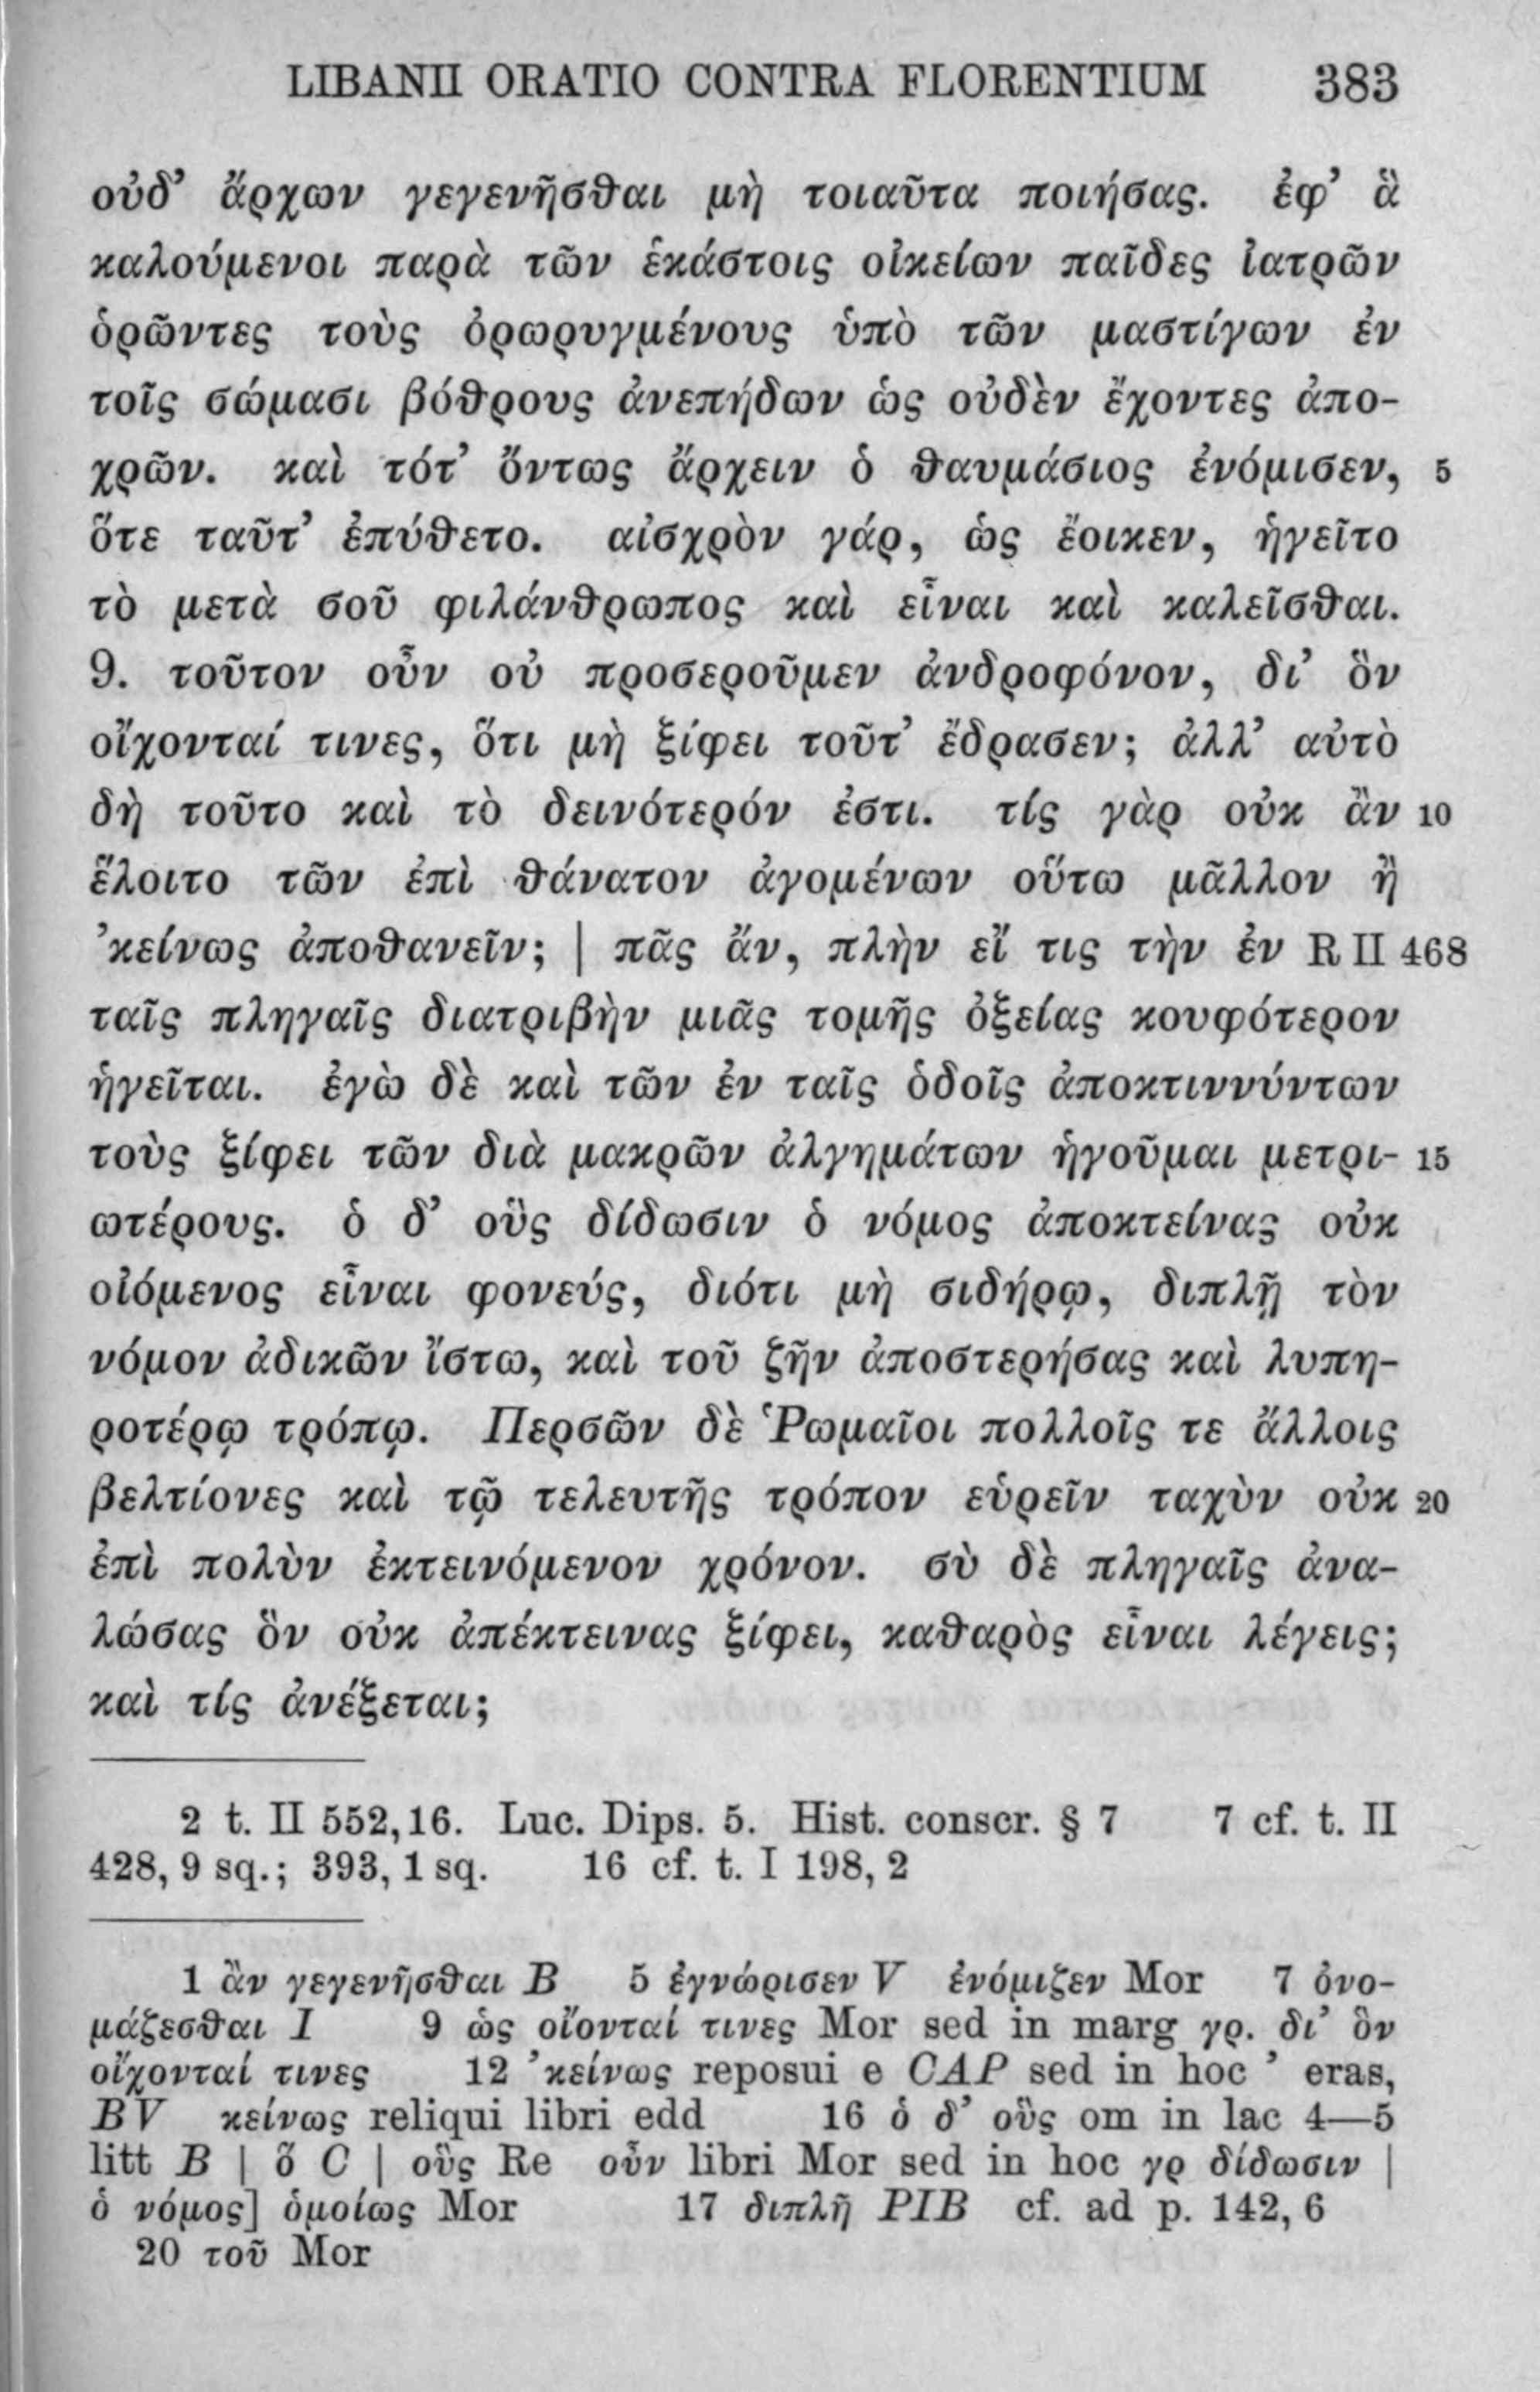 LIBANII ORATIO CONTRA FLORENTIUM 383
οὐδ’ ἄρχων γεγενῆσθαι μὴ τοιαῦτα ποιήσας. ἐφ’ ἃ
καλούμενοι παρὰ τῶν ἑκάστοις οἰκείων παῖδες ἰατρῶν
ὁρῶντες τοὺς ὀρωρυγμένους ὑπὸ τῶν μαστίγων ἐν
τοῖς σώμασι βόθρους ἀνεπήδων ὡς οὐδὲν ἔχοντες ἀπο-
χρῶν. καὶ τότ’ ὄντως ἄρχειν ὁ θαυμάσιος ἐνόμισεν, 5
ὅτε ταῦτ’ ἐπύθετο. αἰσχρὸν γάρ, ὡς ἔοικεν, ἡγεῖτο
τὸ μετὰ σοῦ φιλάνθρωπος καὶ εἶναι καὶ καλεῖσθαι.
9. τοῦτον οὖν οὐ προσεροῦμεν ἀνδροφόνον, δι’ ὃν
οἴχονταί τινες, ὅτι μὴ ξίφει τοῦτ’ ἔδρασεν; ἀλλ’ αὐτὸ
δὴ τοῦτο καὶ τὸ δεινότερόν ἐστι. τίς γὰρ οὐκ ἂν 10
ἕλοιτο τῶν ἐπὶ θάνατον ἀγομένων οὕτω μᾶλλον ἢ
’κείνως ἀποθανεῖν; | πᾶς ἄν, πλὴν εἴ τις τὴν ἐν R II 468
ταῖς πληγαῖς διατριβὴν μιᾶς τομῆς ὀξείας κουφότερον
ἡγεῖται. ἐγὼ δὲ καὶ τῶν ἐν ταῖς ὁδοῖς ἀποκτιννύντων
τοὺς ξίφει τῶν διὰ μακρῶν ἀλγημάτων ἡγοῦμαι μετρι- 15
ωτέρους. ὁ δ’ οὓς δίδωσιν ὁ νόμος ἀποκτείνας οὐκ
οἰόμενος εἶναι φονεύς, διότι μὴ σιδήρῳ, διπλῇ τὸν
νόμον ἀδικῶν ἴστω, καὶ τοῦ ζῆν ἀποστερήσας καὶ λυπη-
ροτέρῳ τρόπῳ. Περσῶν δὲ Ῥωμαῖοι πολλοῖς τε ἄλλοις
βελτίονες καὶ τῷ τελευτῆς τρόπον εὑρεῖν ταχὺν οὐκ 20
ἐπὶ πολὺν ἐκτεινόμενον χρόνον. σὺ δὲ πληγαῖς ἀνα-
λώσας ὃν οὐκ ἀπέκτεινας ξίφει, καθαρὸς εἶναι λέγεις;
καὶ τίς ἀνέξεται;
2 t. II 552,16. Luc. Dips. 5. Hist. conscr. § 7 7 cf. t. II
428, 9 sq.; 393, 1 sq. 16 cf. t. I 198, 2
1 ἂν γεγενῆσθαι B 5 ἐγνώρισεν V ἐνόμιζεν Mor 7 ὀνο-
μάζεσθαι I 9 ὡς οἴονταί τινες Mor sed in marg γρ. δι’ ὃν
οἴχονταί τινες 12 ’κείνως reposui e CAP sed in hoc ’ eras,
BV κείνως reliqui libri edd 16 ὁ δ’ οὓς om in lac 4—5
litt B | ὅ C | οὓς Re οὖν libri Mor sed in hoc γρ δίδωσιν |
ὁ νόμος] ὁμοίως Mor 17 διπλῆ PIB cf. ad p. 142, 6
20 τοῦ Mor